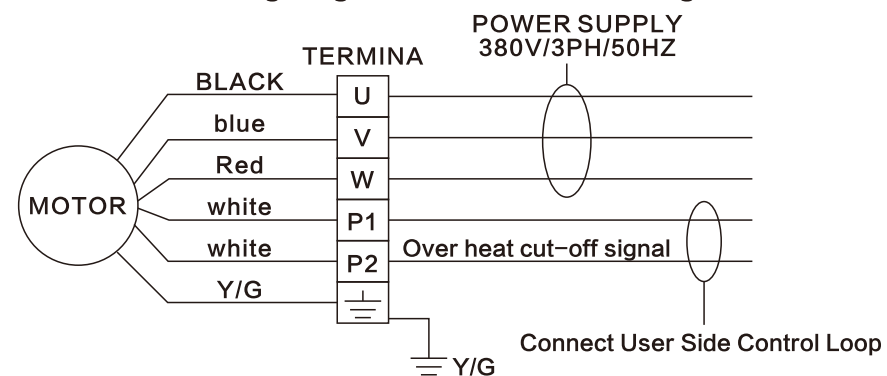 POWER SUPPLY
380V/3PH/50HZ
TERMINA
BLACK
U
blue
V
Red
W
MOTOR
white
P1
white
P2
Over heat cut-off signal
Y/G
Connect User Side Control Loop
Y/G